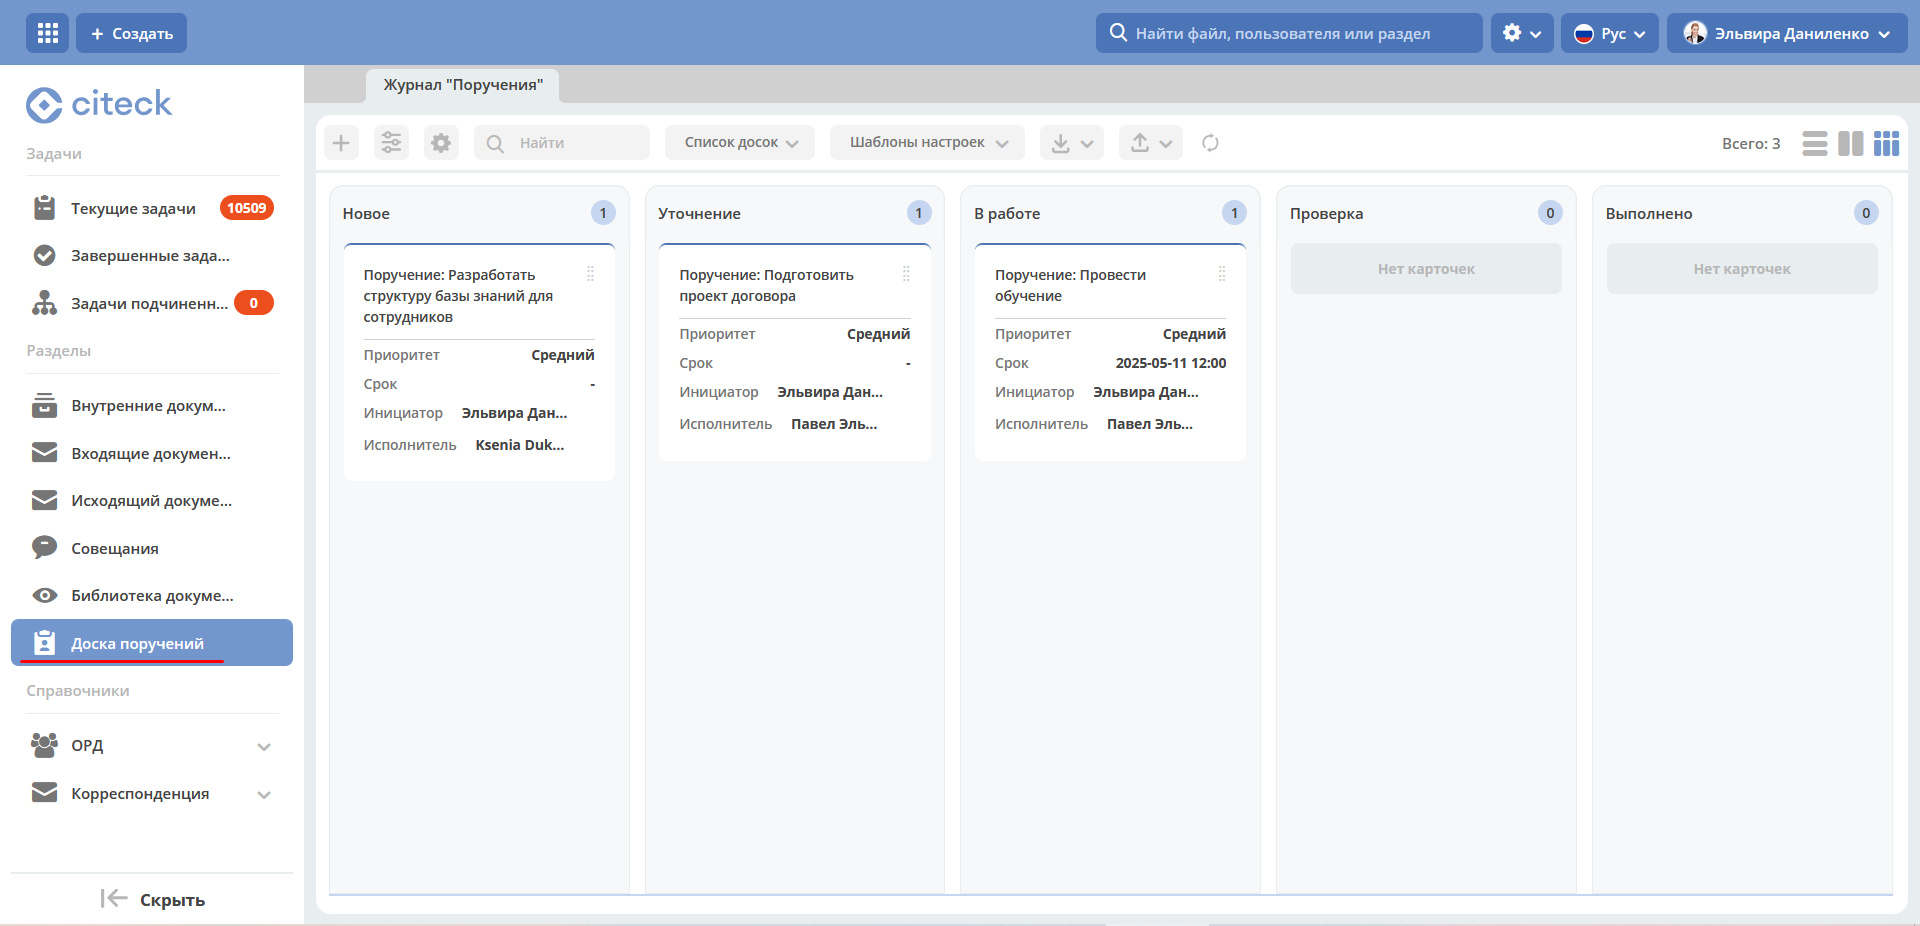 + Создать
Найти файл, пользователя или раздел
Рус
Эльвира Даниленко
citeck
Задачи
Текущие задачи 10509
Завершенные зада...
Задачи подчиненн... 0
Разделы
Внутренние докум...
Входящие докумен...
Исходящий докуме...
Совещания
Библиотека докуме...
Доска поручений
Справочники
ОРД
Корреспонденция
Скрыть
Журнал "Поручения"
Найти
Список досок
Шаблоны настроек
Всего: 3
Новое 1
Поручение: Разработать
структуру базы знаний для
сотрудников
Приоритет Средний
Срок -
Инициатор Эльвира Дан...
Исполнитель Ksenia Duk...
Уточнение 1
Поручение: Подготовить
проект договора
Приоритет Средний
Срок -
Инициатор Эльвира Дан...
Исполнитель Павел Эль...
В работе 1
Поручение: Провести
обучение
Приоритет Средний
Срок 2025-05-11 12:00
Инициатор Эльвира Дан...
Исполнитель Павел Эль...
Проверка 0
Нет карточек
Выполнено 0
Нет карточек